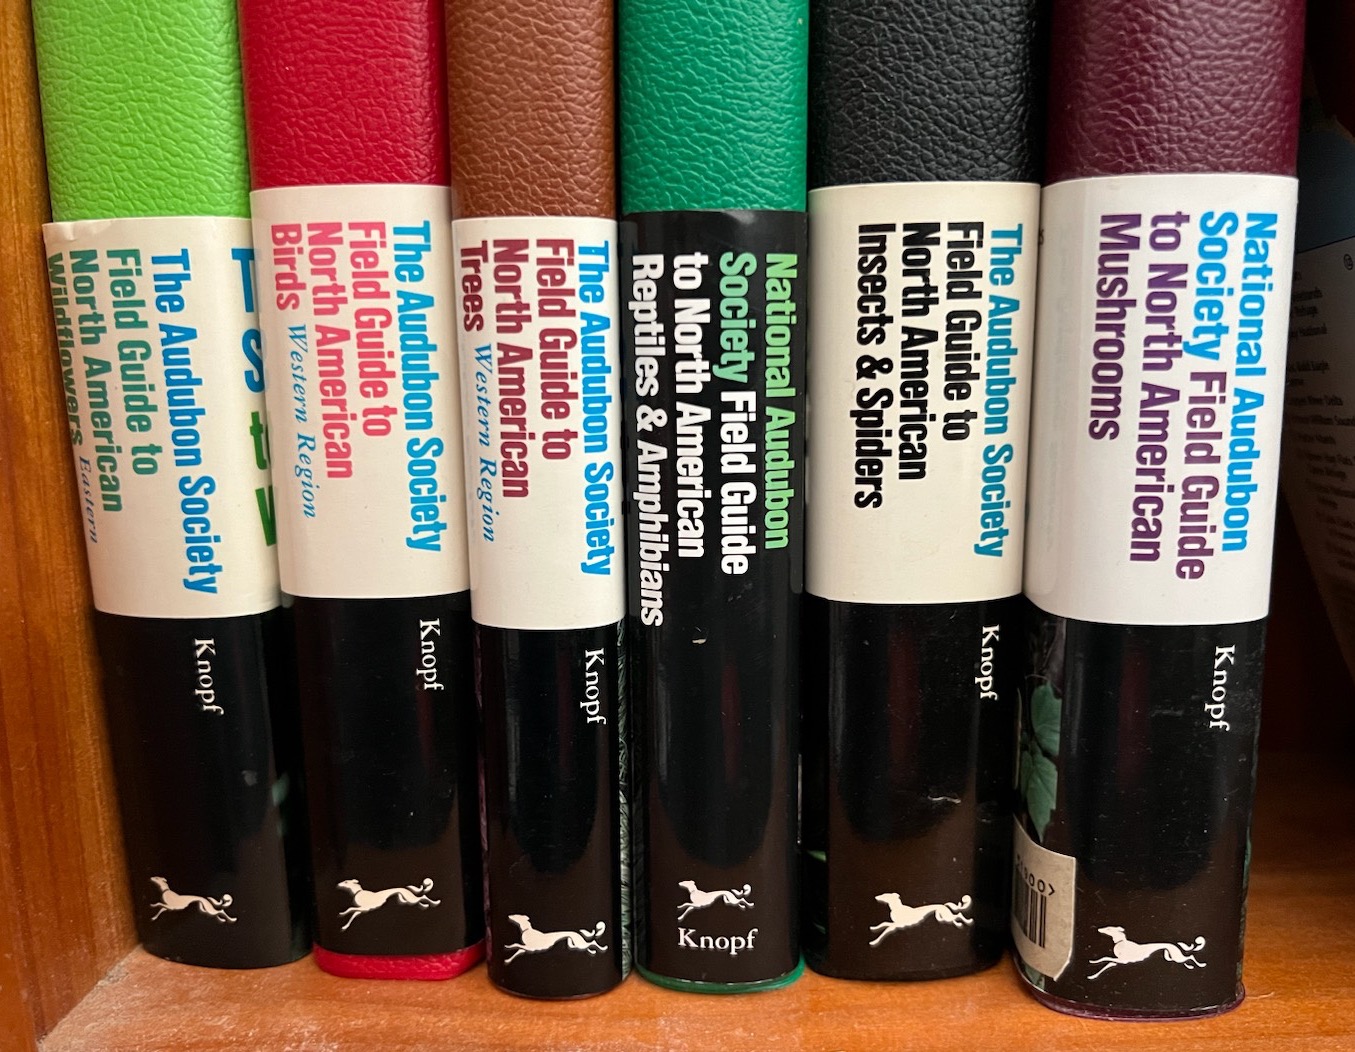 The Audubon Society
Field Guide to
North American
Wildflowers Eastern
Knopf
The Audubon Society
Field Guide to
North American
Birds Western Region
Knopf
The Audubon Society
Field Guide to
North American
Trees Western Region
Knopf
National Audubon
Society Field Guide
to North American
Reptiles & Amphibians
Knopf
The Audubon Society
Field Guide to
North American
Insects & Spiders
Knopf
National Audubon
Society Field Guide
to North American
Mushrooms
Knopf